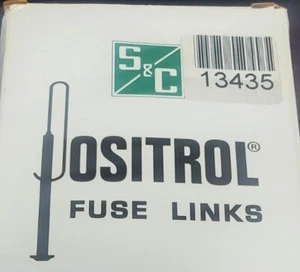 S&C
13435
POSITROL®
FUSE LINKS